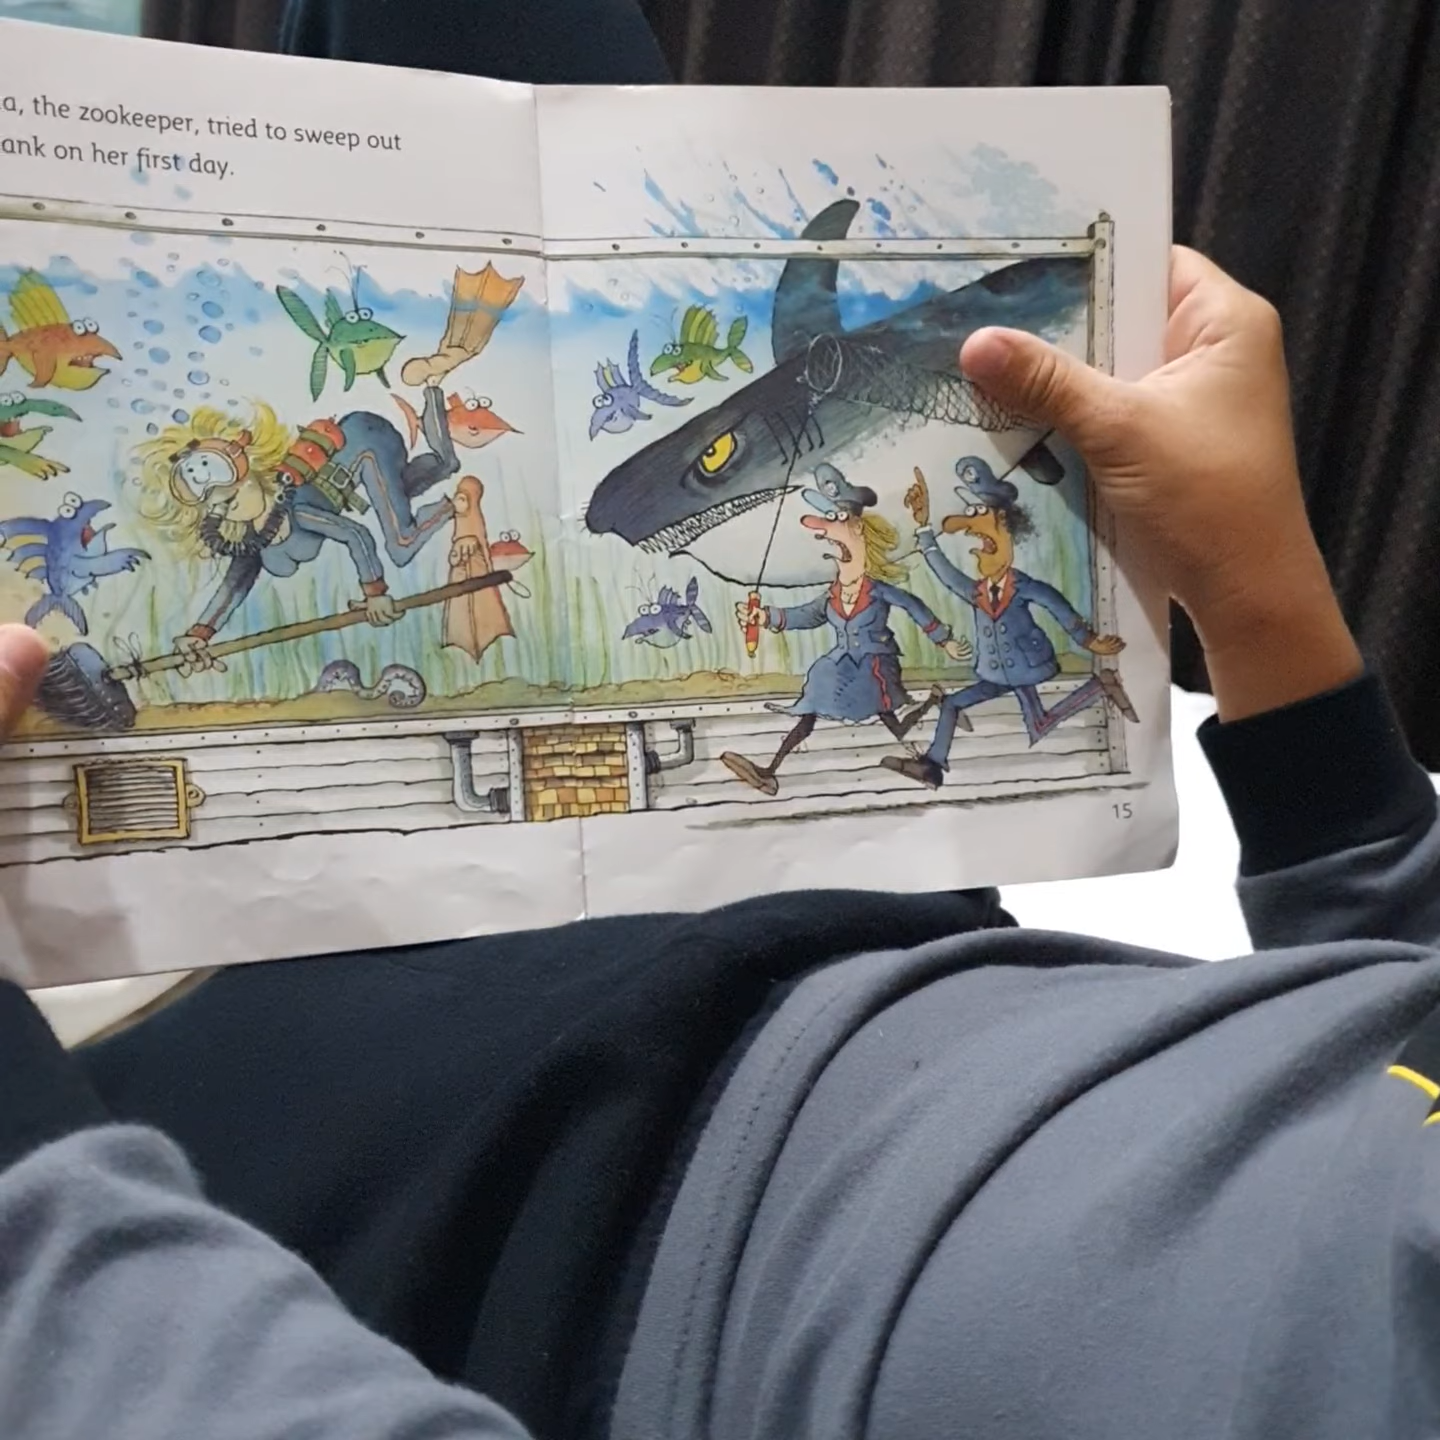 a, the zookeeper, tried to sweep out
ank on her first day.
15